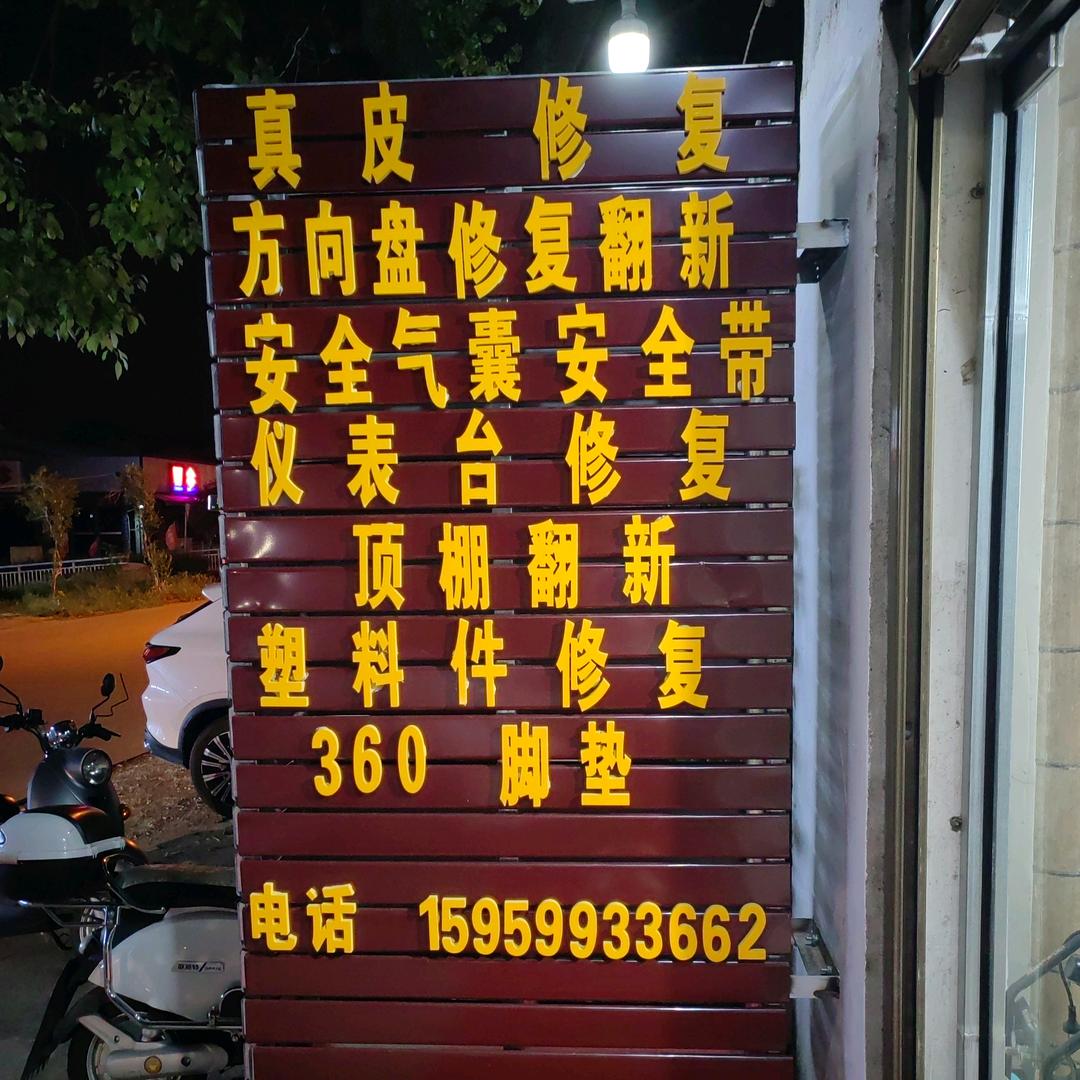 真皮 修复
方向盘修复翻新
安全气囊安全带
仪表台修复
顶棚翻新
塑料件修复
360 脚垫
电话 15959933662